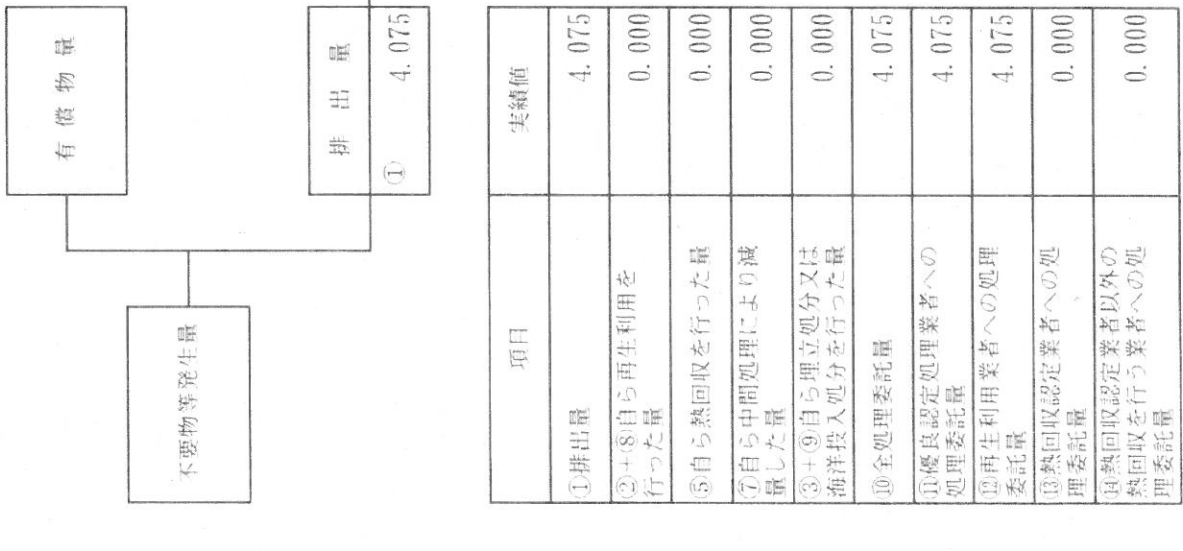 有償物量
不要物等発生量
排出量
① 4.075
項目 実績値
①排出量 4.075
②+⑧自ら再生利用を
行った量 0.000
⑤自ら熱回収を行った量 0.000
⑦自ら中間処理により減
量した量 0.000
③+⑨自ら埋立処分又は
海洋投入処分を行った量 0.000
⑩全処理委託量 4.075
⑪優良認定処理業者への
処理委託量 4.075
⑫再生利用業者への処理
委託量 4.075
⑬熱回収認定業者への処
理委託量 0.000
⑭熱回収認定業者以外の
熱回収を行う業者への処
理委託量 0.000